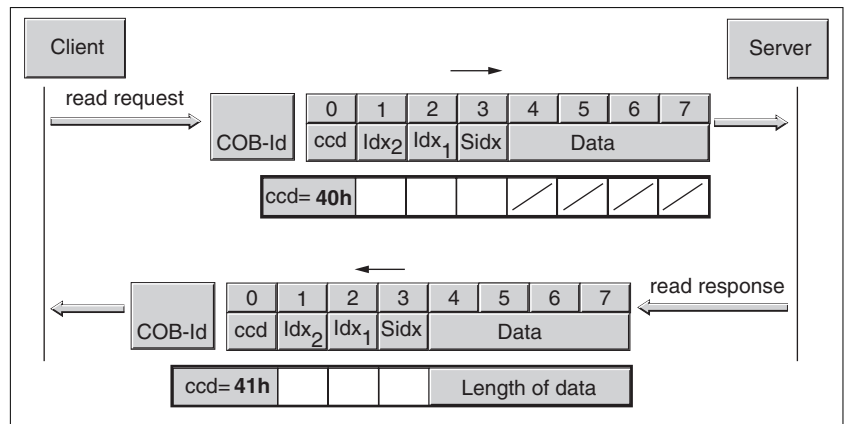 Client
Server
read request
COB-Id
0 1 2 3 4 5 6 7
ccd Idx2 Idx1 Sidx Data
ccd= 40h
read response
COB-Id
0 1 2 3 4 5 6 7
ccd Idx2 Idx1 Sidx Data
ccd= 41h Length of data